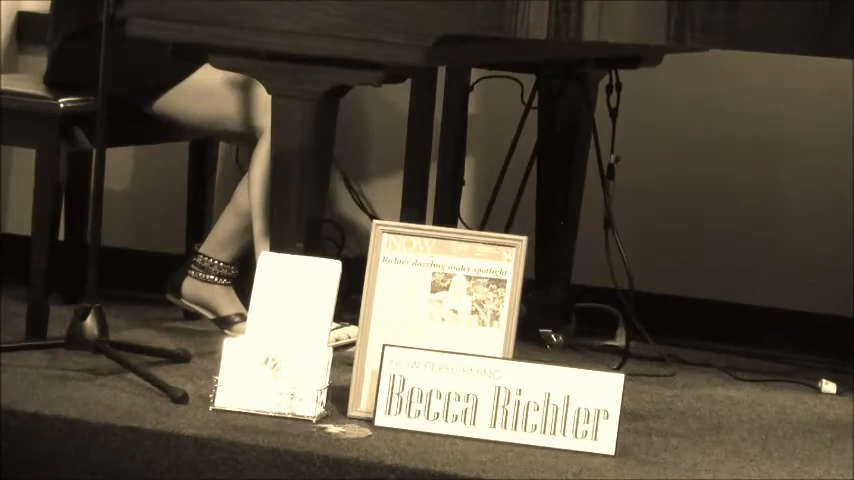 NOW
Richter dazzling under spotlight
NOW PERFORMING
Becca Richter